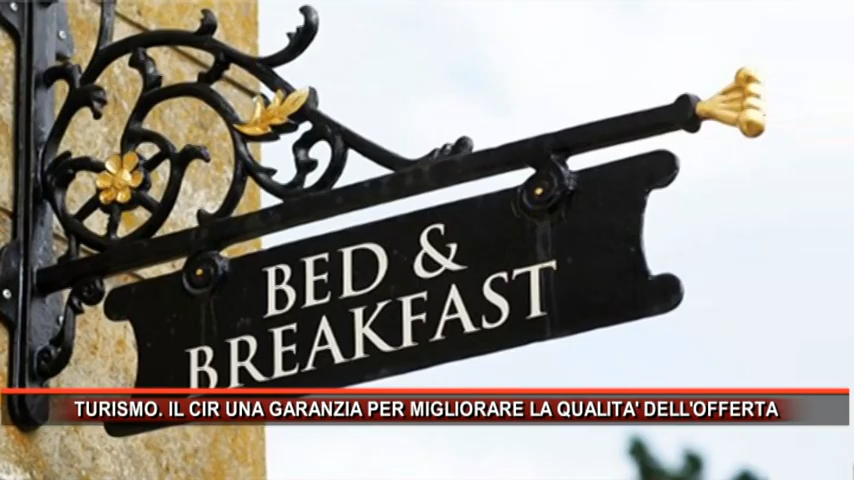 BED &
BREAKFAST
TURISMO. IL CIR UNA GARANZIA PER MIGLIORARE LA QUALITA' DELL'OFFERTA